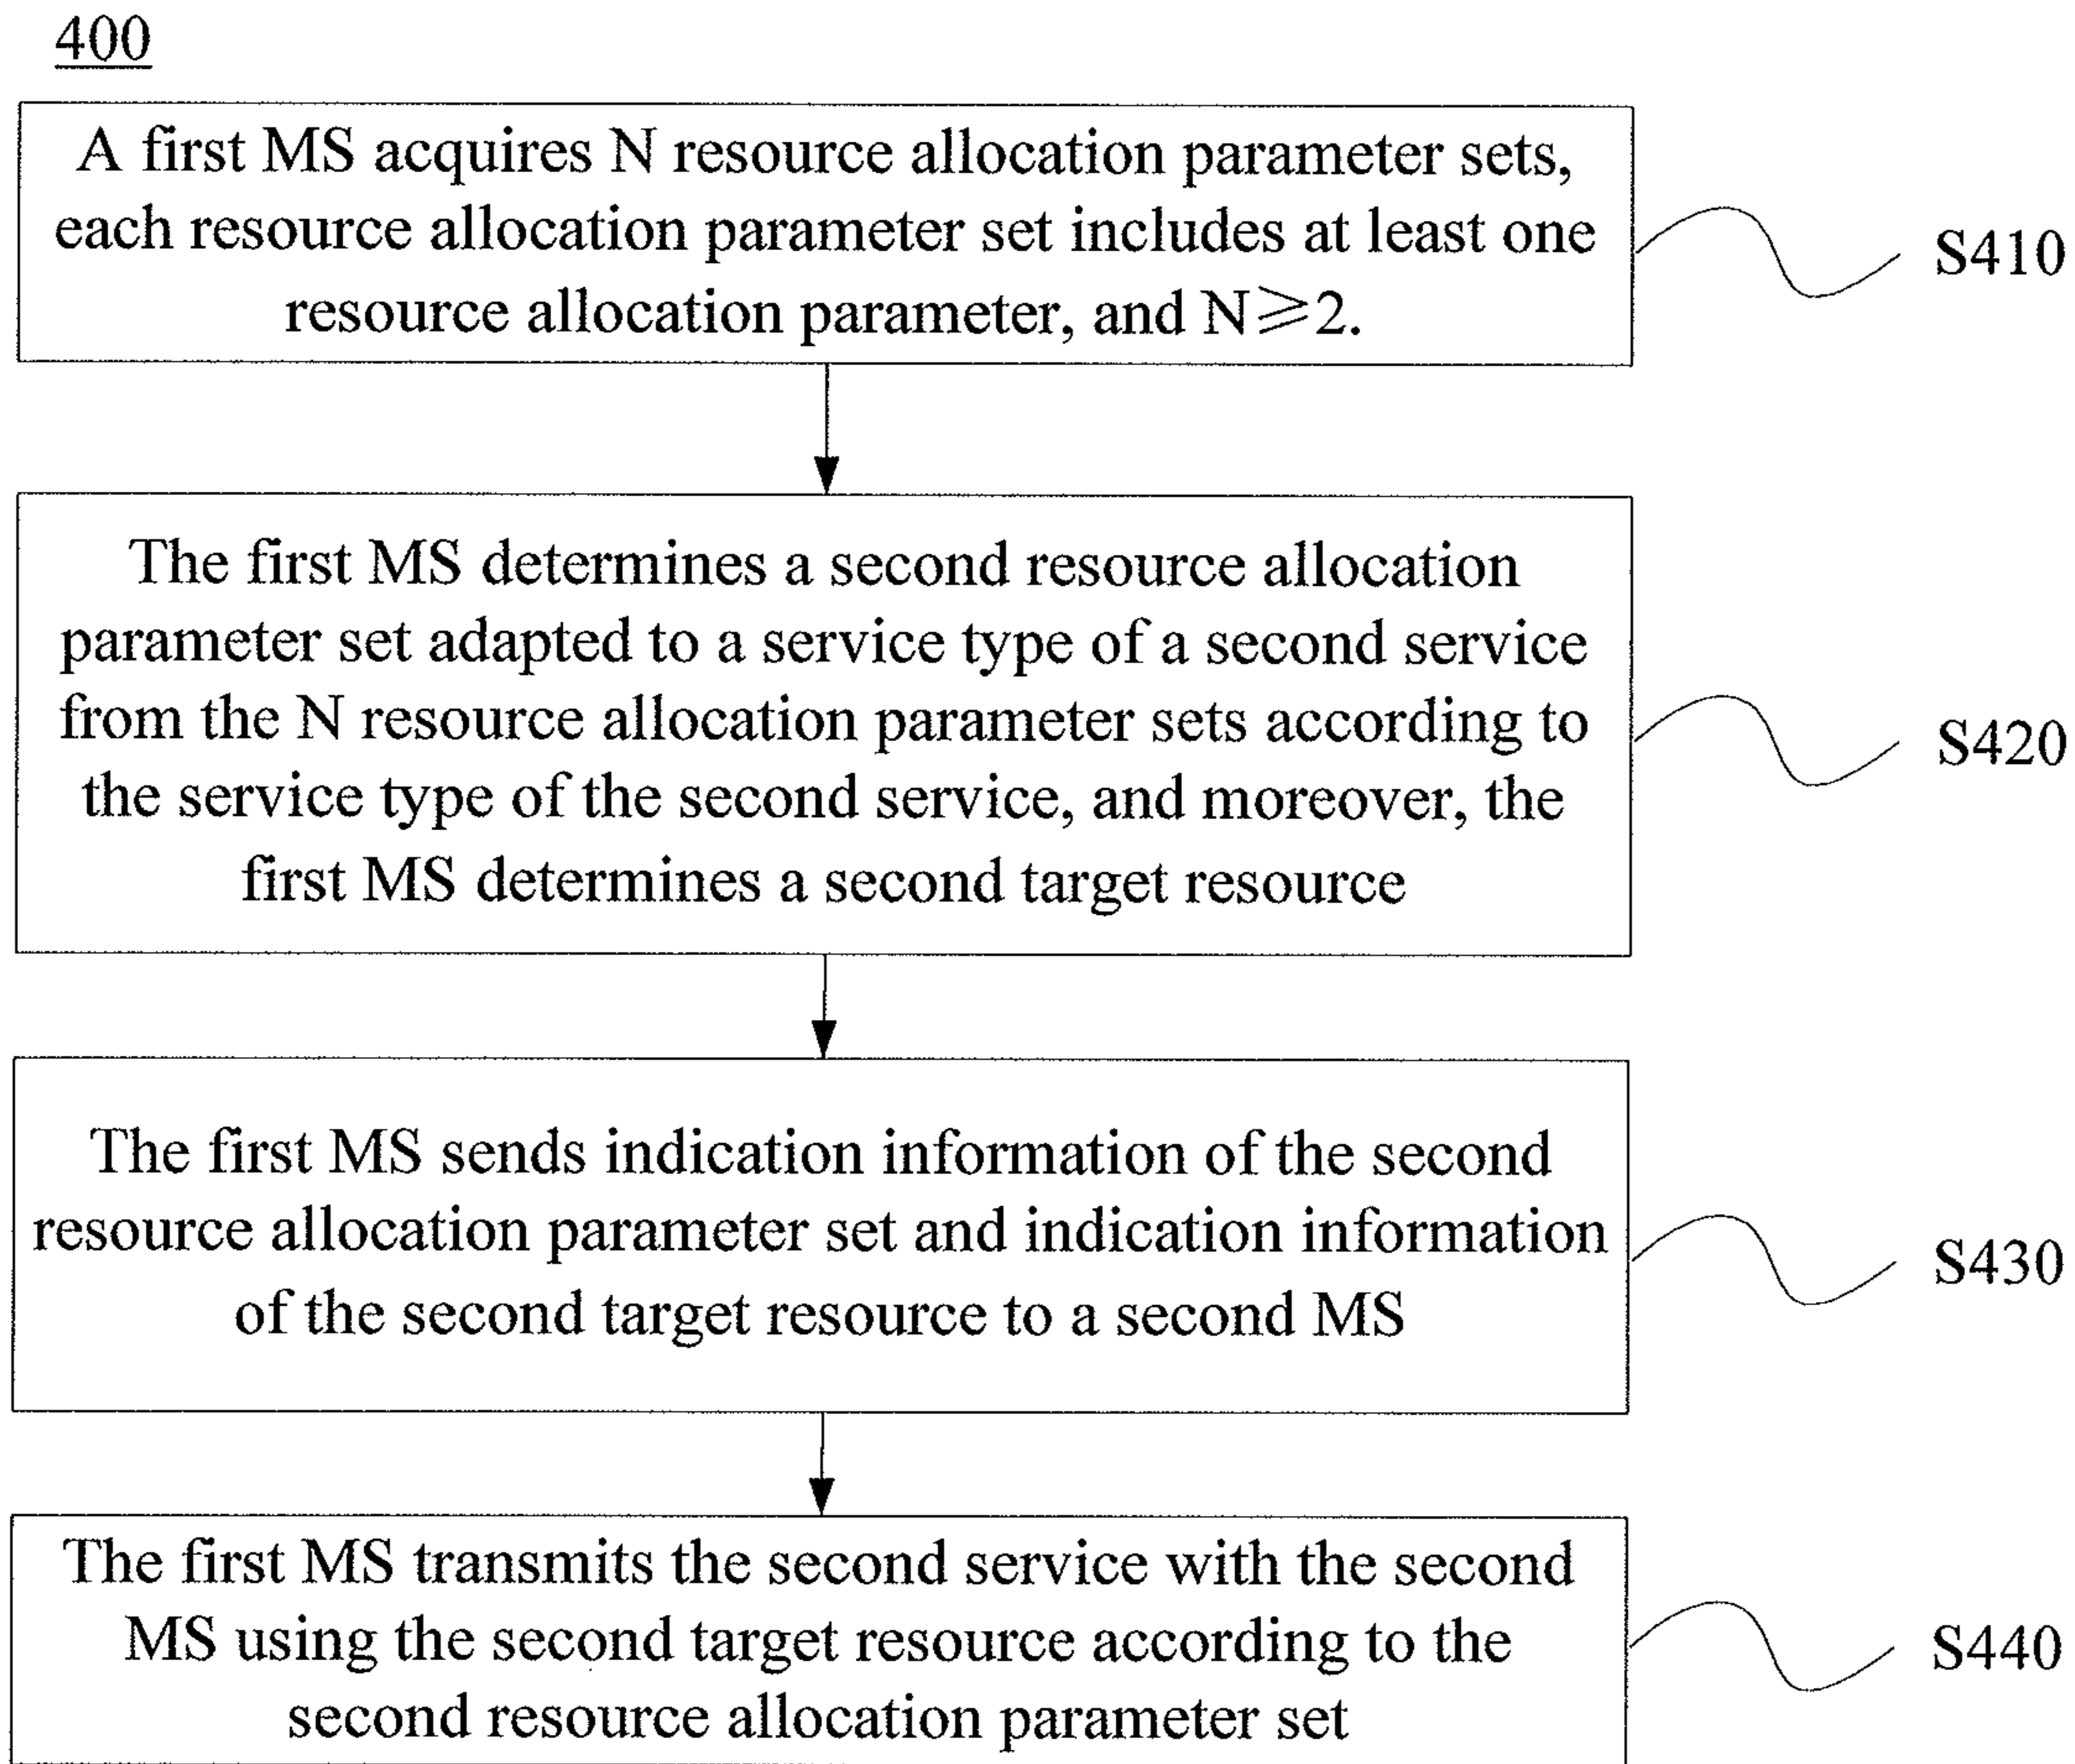 400
A first MS acquires N resource allocation parameter sets,
each resource allocation parameter set includes at least one
resource allocation parameter, and N⩾2.
S410
The first MS determines a second resource allocation
parameter set adapted to a service type of a second service
from the N resource allocation parameter sets according to
the service type of the second service, and moreover, the
first MS determines a second target resource
S420
The first MS sends indication information of the second
resource allocation parameter set and indication information
of the second target resource to a second MS
S430
The first MS transmits the second service with the second
MS using the second target resource according to the
second resource allocation parameter set
S440